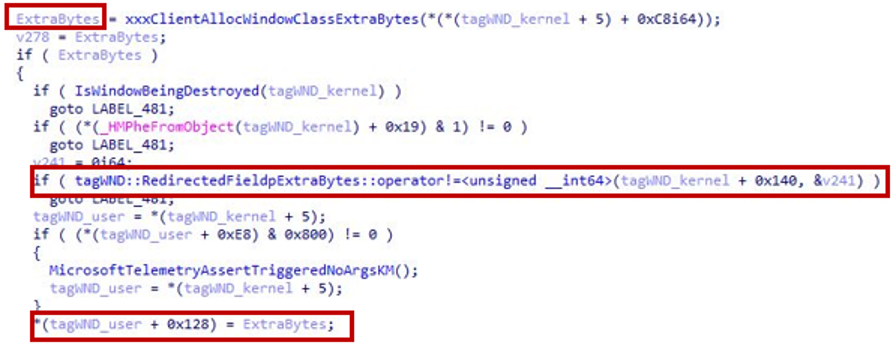 ExtraBytes = xxxClientAllocWindowClassExtraBytes(*(*(tagWND_kernel + 5) + 0xC8i64));
v278 = ExtraBytes;
if ( ExtraBytes )
{
if ( IsWindowBeingDestroyed(tagWND_kernel) )
goto LABEL_481;
if ( (*(_HMPheFromObject(tagWND_kernel) + 0x19) & 1) != 0 )
goto LABEL_481;
v241 = 0i64;
if ( tagWND::RedirectedFieldpExtraBytes::operator!=<unsigned __int64>(tagWND_kernel + 0x140, &v241) )
goto LABEL_481;
tagWND_user = *(tagWND_kernel + 5);
if ( (*(tagWND_user + 0xE8) & 0x800) != 0 )
{
MicrosoftTelemetryAssertTriggeredNoArgsKM();
tagWND_user = *(tagWND_kernel + 5);
}
*(tagWND_user + 0x128) = ExtraBytes;